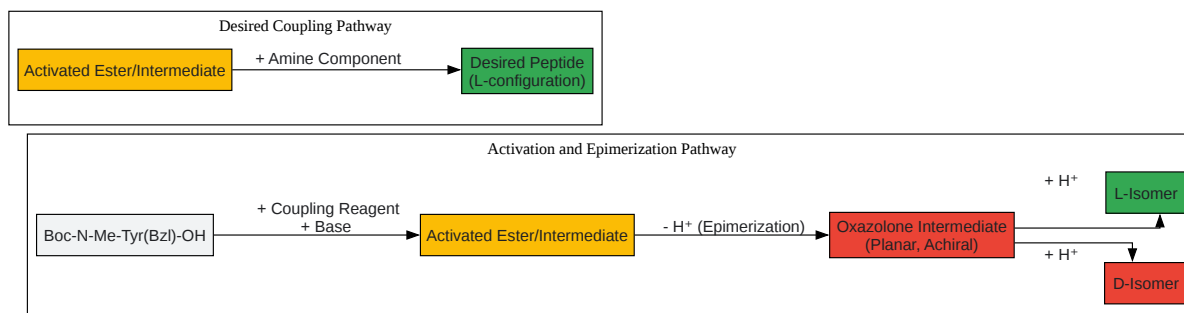 Desired Coupling Pathway
Activated Ester/Intermediate
+ Amine Component
Desired Peptide
(L-configuration)
Activation and Epimerization Pathway
Boc-N-Me-Tyr(Bzl)-OH
+ Coupling Reagent
+ Base
Activated Ester/Intermediate
- H⁺ (Epimerization)
Oxazolone Intermediate
(Planar, Achiral)
+ H⁺
L-Isomer
+ H⁺
D-Isomer